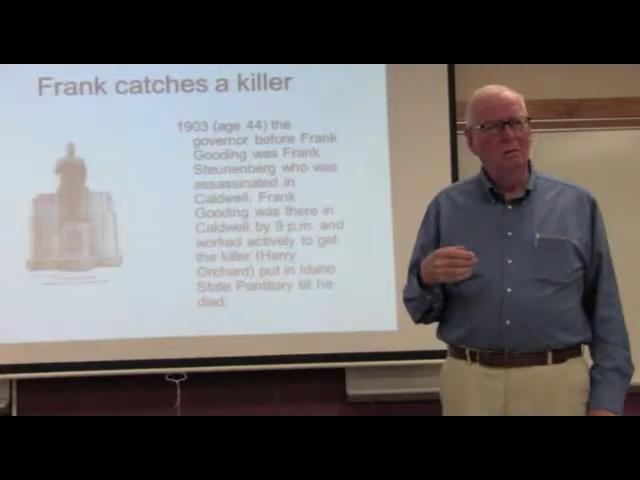 Frank catches a killer
1903 (age 44) the
governor before Frank
Gooding was Frank
Steunenberg who was
assassinated in
Caldwell. Frank
Gooding was there in
Caldwell by 9 p.m. and
worked actively to get
the killer (Harry
Orchard) put in Idaho
State Pentiary till he
died.